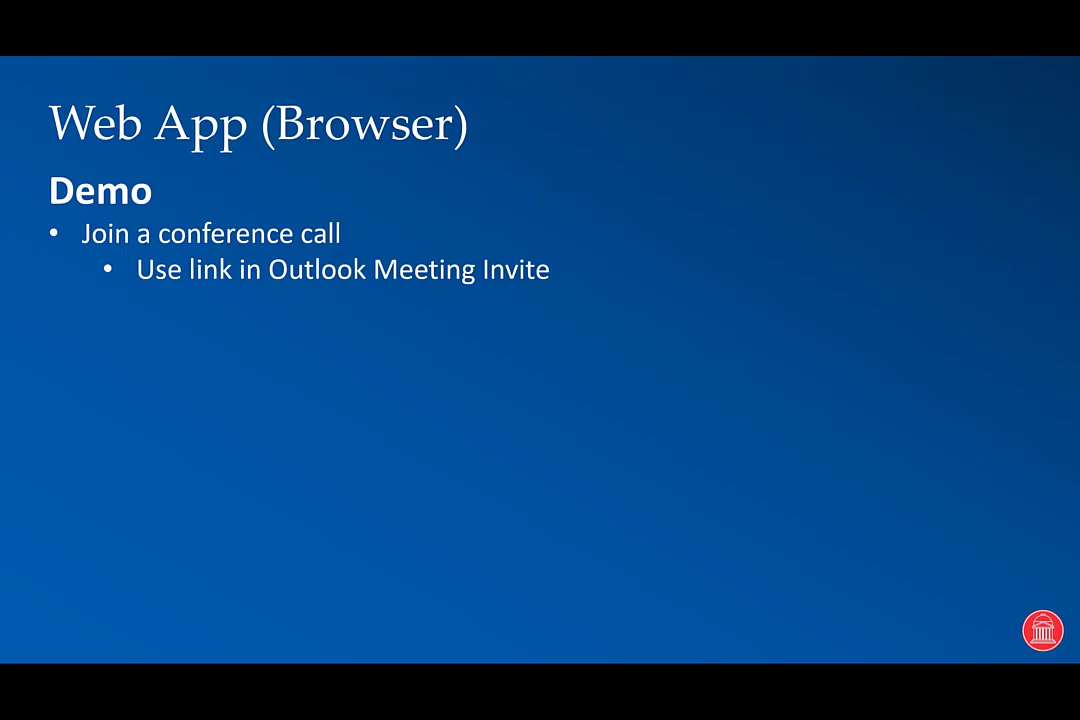 Web App (Browser)
Demo
• Join a conference call
• Use link in Outlook Meeting Invite